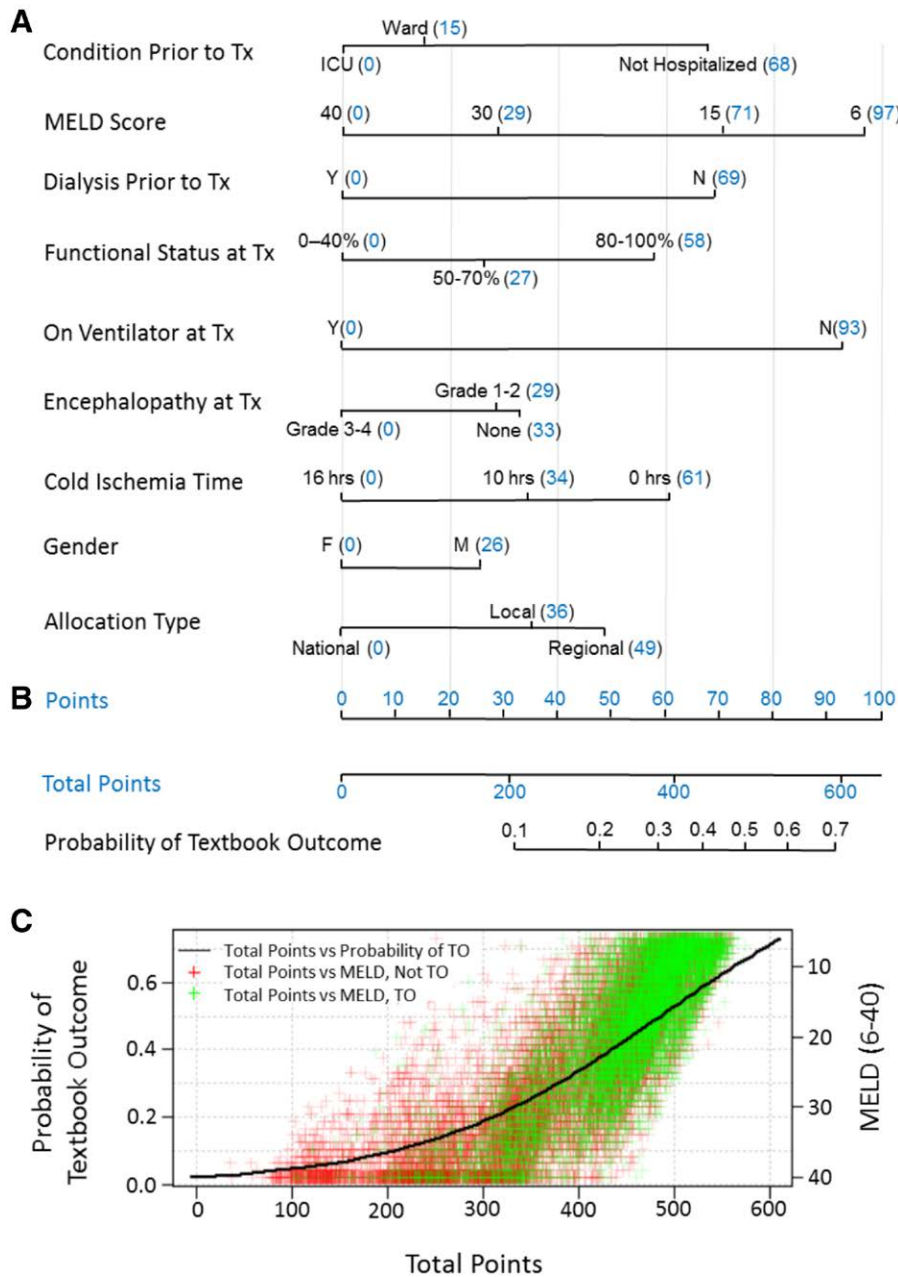 A
Ward (15)
Condition Prior to Tx
ICU (0) Not Hospitalized (68)
40 (0) 30 (29) 15 (71) 6 (97)
MELD Score
Dialysis Prior to Tx Y (0) N (69)
0–40% (0) 80-100% (58)
Functional Status at Tx
50-70% (27)
On Ventilator at Tx Y(0) N(93)
Grade 1-2 (29)
Encephalopathy at Tx
Grade 3-4 (0) None (33)
Cold Ischemia Time 16 hrs (0) 10 hrs (34) 0 hrs (61)
Gender F (0) M (26)
Local (36)
Allocation Type
National (0) Regional (49)
B Points 0 10 20 30 40 50 60 70 80 90 100
Total Points
0 200 400 600
Probability of Textbook Outcome 0.1 0.2 0.3 0.4 0.5 0.6 0.7
C
Total Points vs Probability of TO
Total Points vs MELD, Not TO
Total Points vs MELD, TO
Probability of
Textbook Outcome
0.6
0.4
0.2
0.0
10
20
30
40
MELD (6-40)
0 100 200 300 400 500 600
Total Points